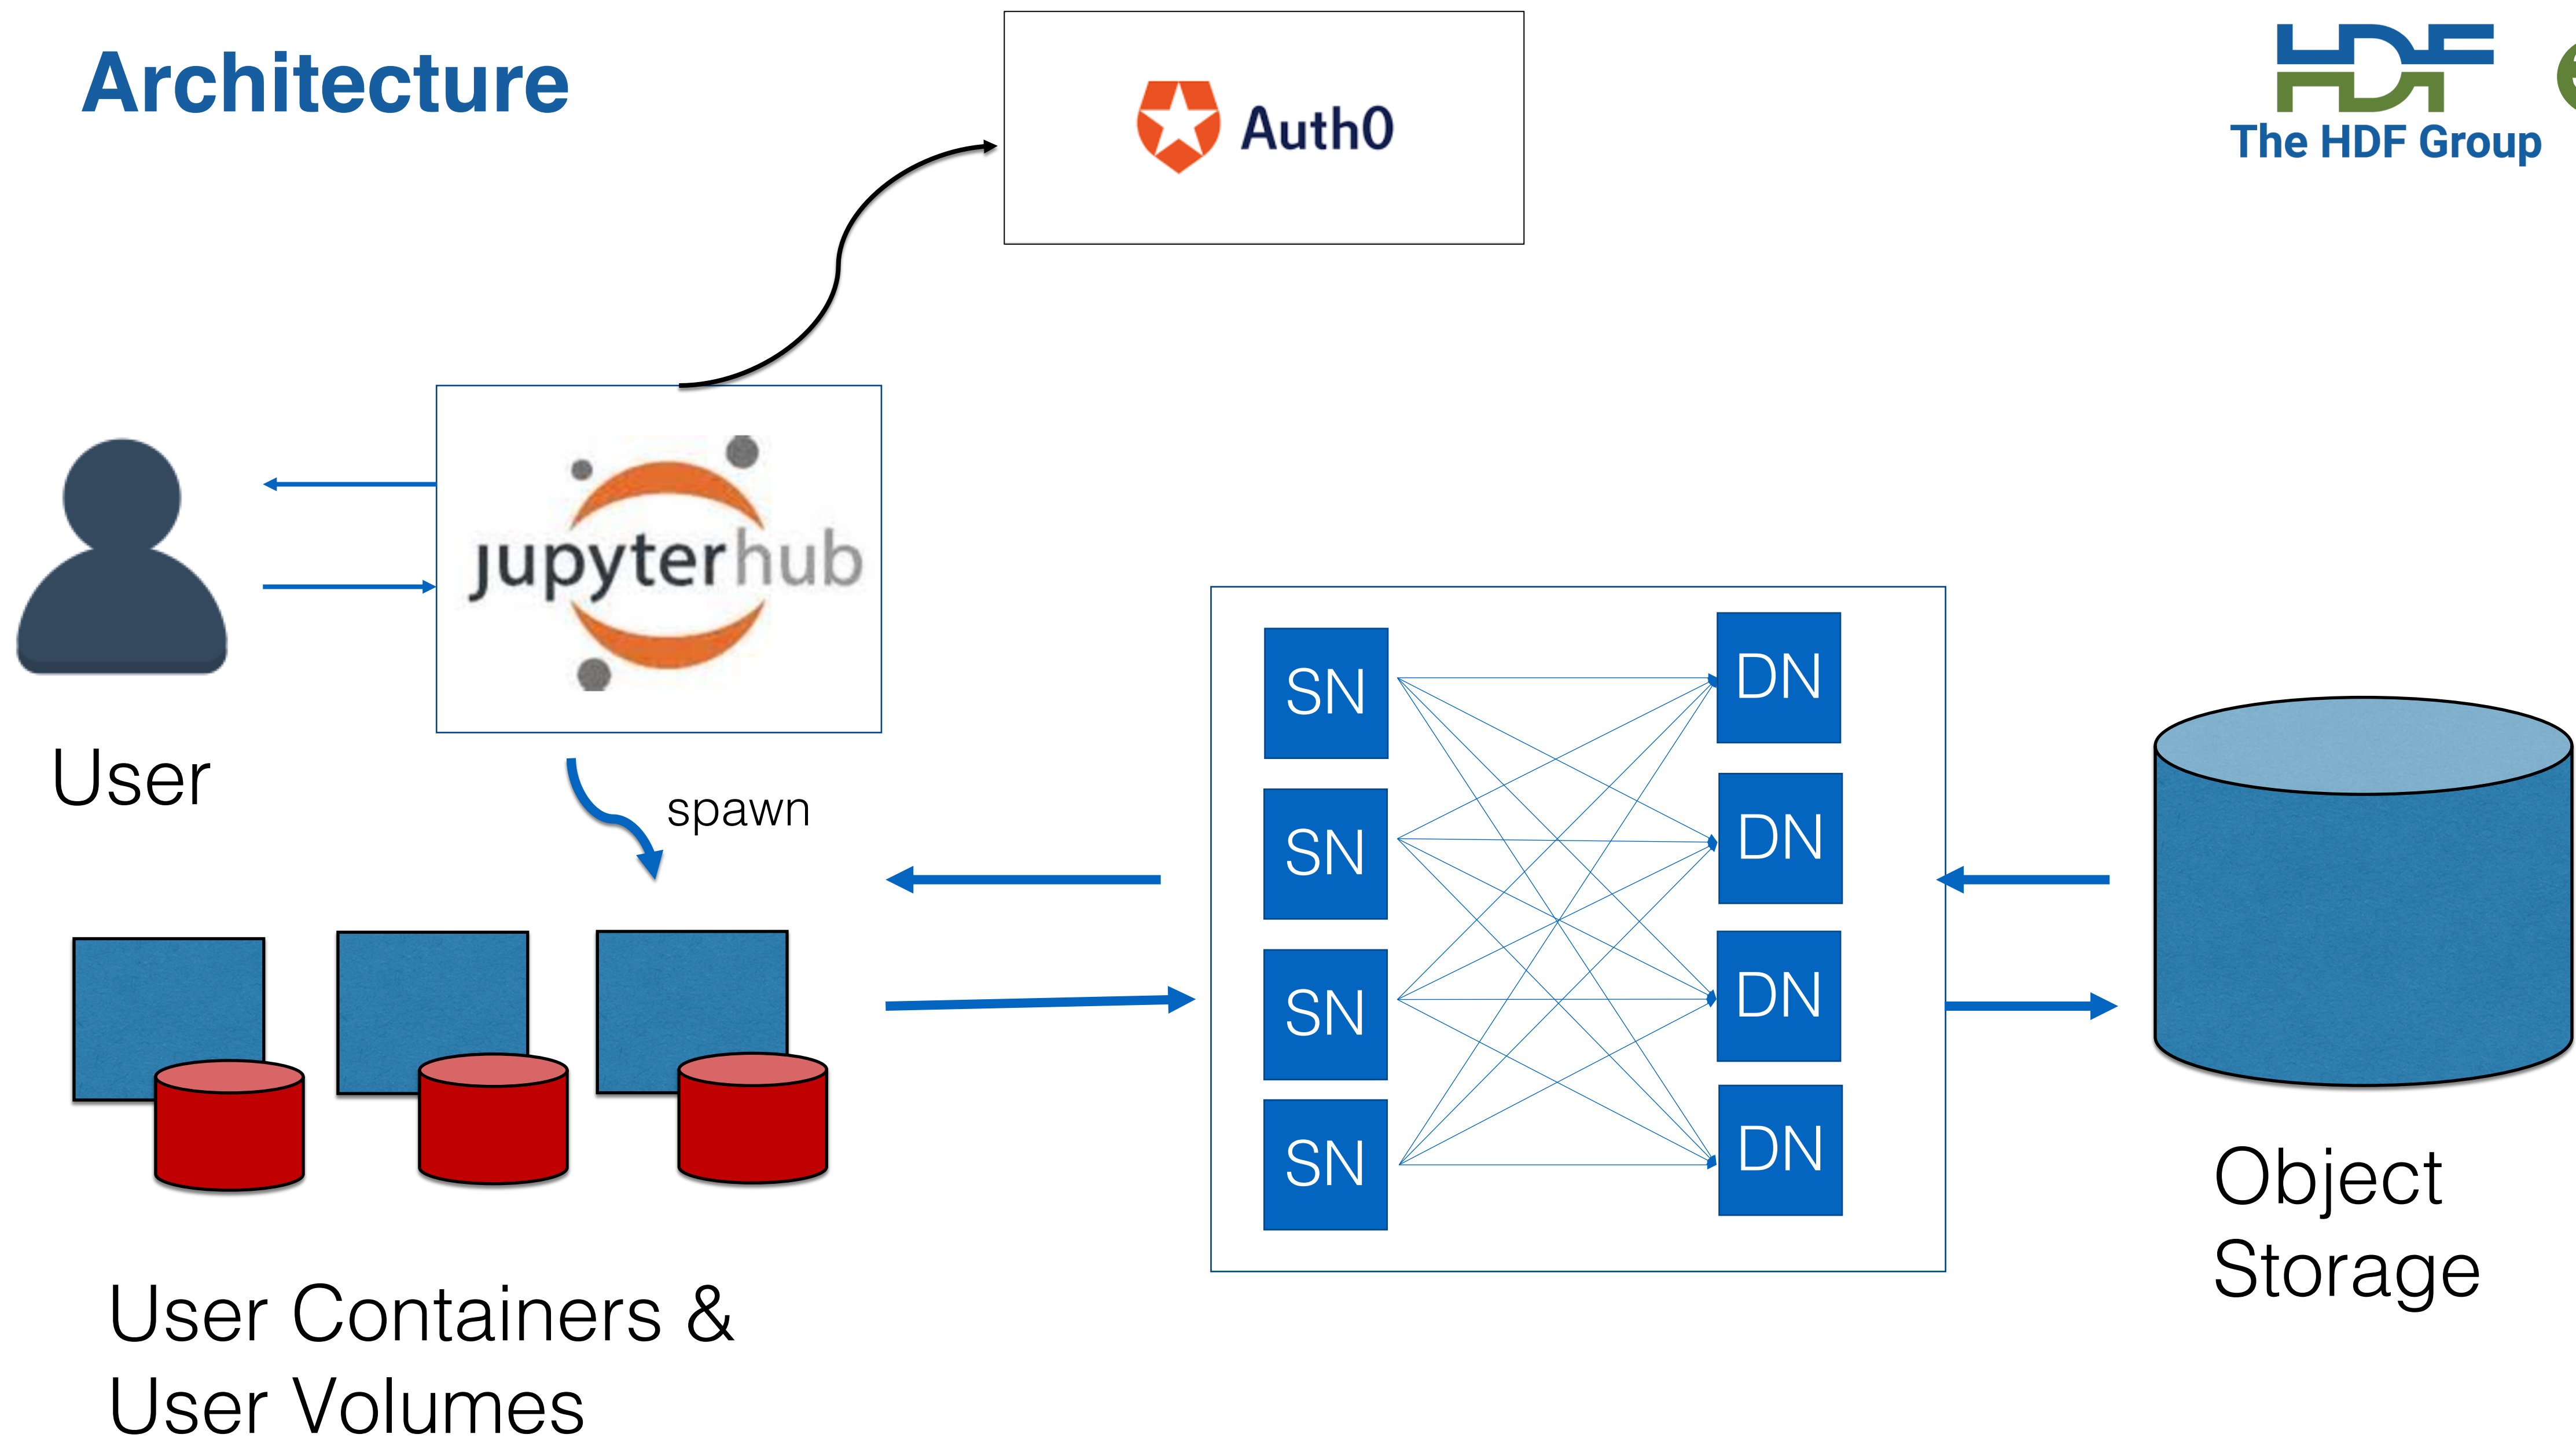 Architecture
Auth0
HDF
The HDF Group
jupyterhub
User
spawn
SN
DN
SN
DN
SN
DN
SN
DN
User Containers &
User Volumes
Object
Storage